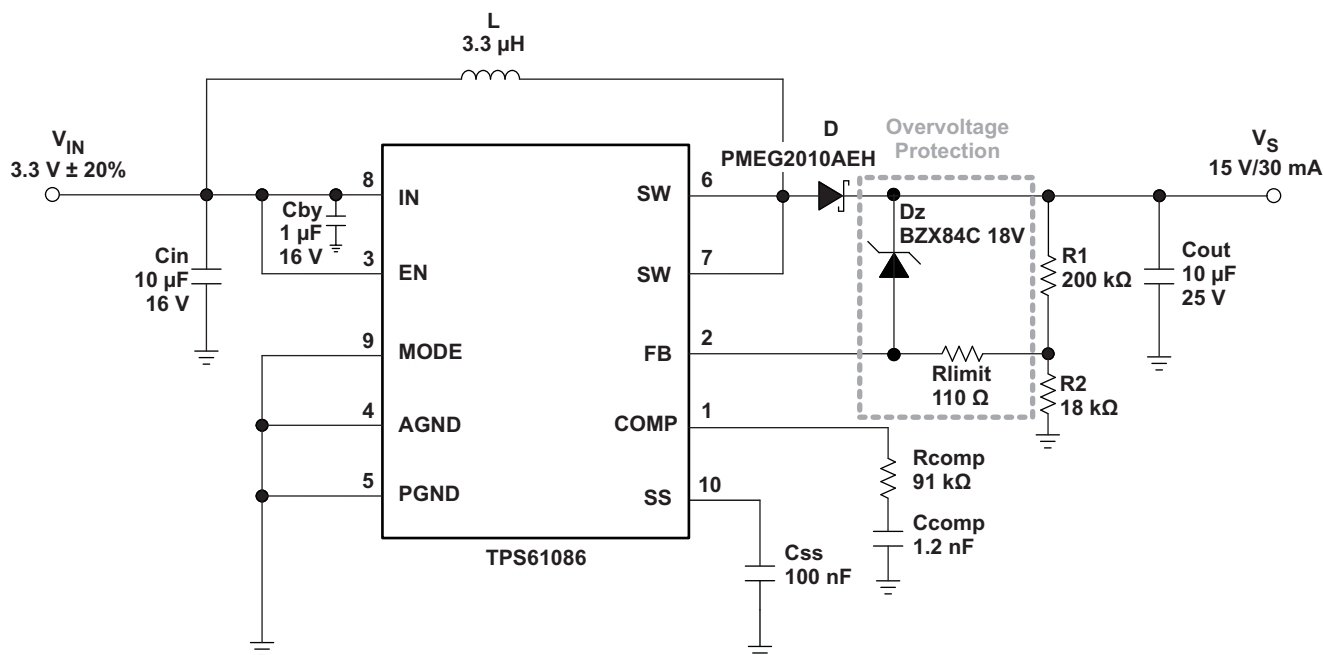 L
3.3 µH
VIN
3.3 V ± 20%
Cin
10 µF
16 V
Cby
1 µF
16 V
8
IN
3
EN
9
MODE
4
AGND
5
PGND
SW
6
SW
7
FB
2
COMP
1
SS
10
TPS61086
D
PMEG2010AEH
Overvoltage
Protection
Dz
BZX84C 18V
Rlimit
110 Ω
R1
200 kΩ
R2
18 kΩ
VS
15 V/30 mA
Cout
10 µF
25 V
Rcomp
91 kΩ
Ccomp
1.2 nF
Css
100 nF